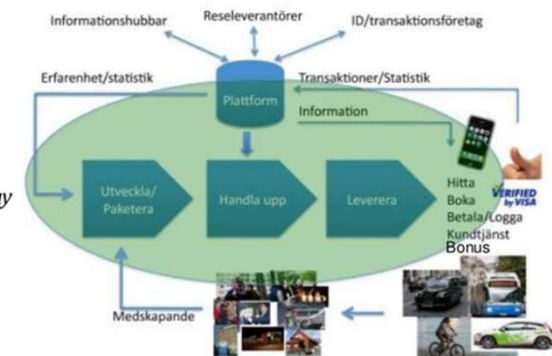 Informationshubbar
Reseleverantörer
ID/transaktionsföretag
Erfarenhet/statistik
Transaktioner/Statistik
Plattform
Information
Utveckla/
Paketera
Handla upp
Leverera
Hitta
Boka
Betala/Logga
Kundtjänst
Bonus
VERIFIED
by VISA
Medskapande